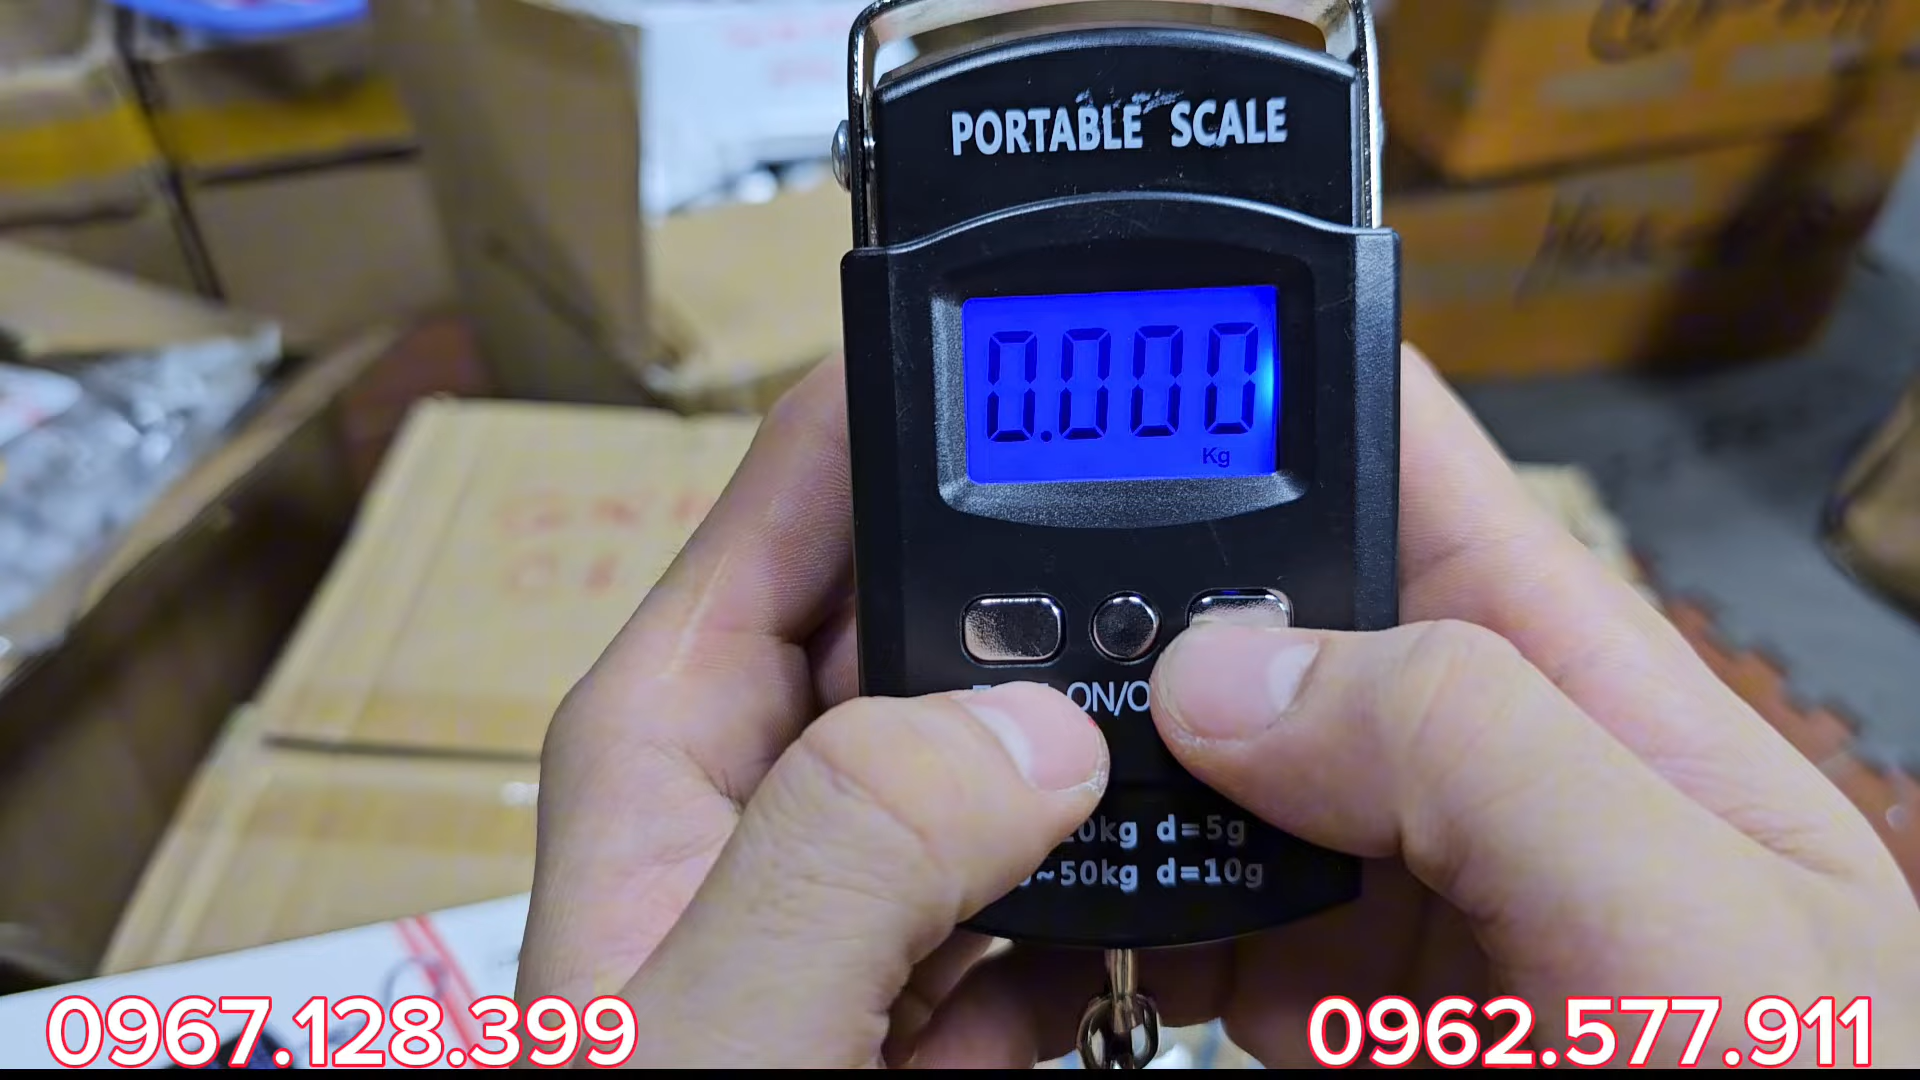 PORTABLE SCALE
0.000
Kg
ON/O
0kg d=5g
~50kg d=10g
0967.128.399
0962.577.911